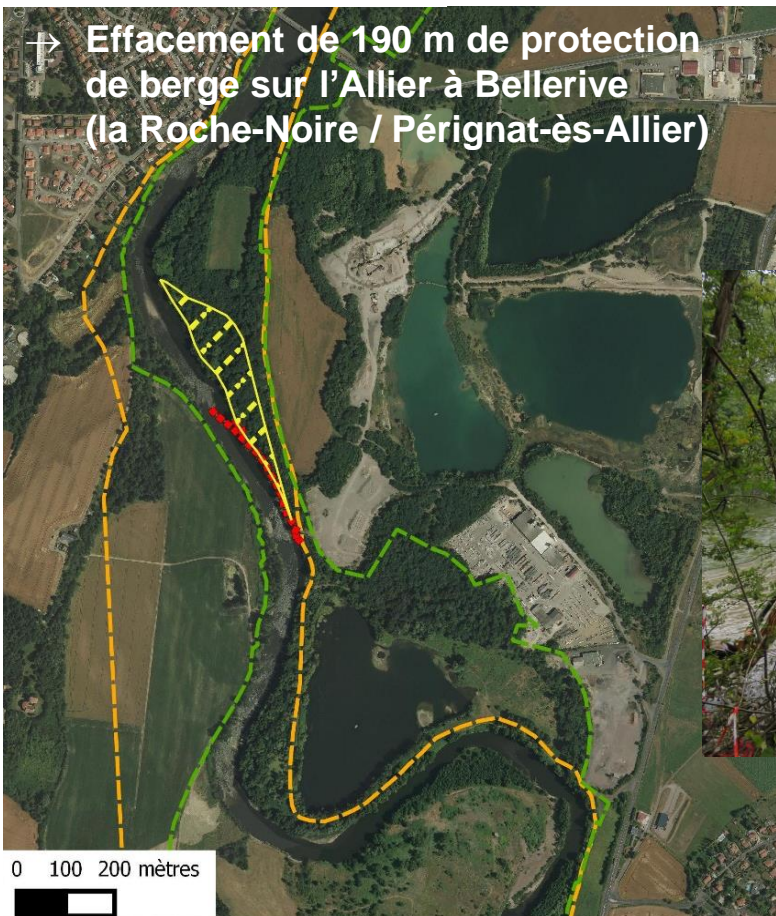 → Effacement de 190 m de protection
de berge sur l'Allier à Bellerive
(la Roche-Noire / Pérignat-ès-Allier)
0 100 200 mètres